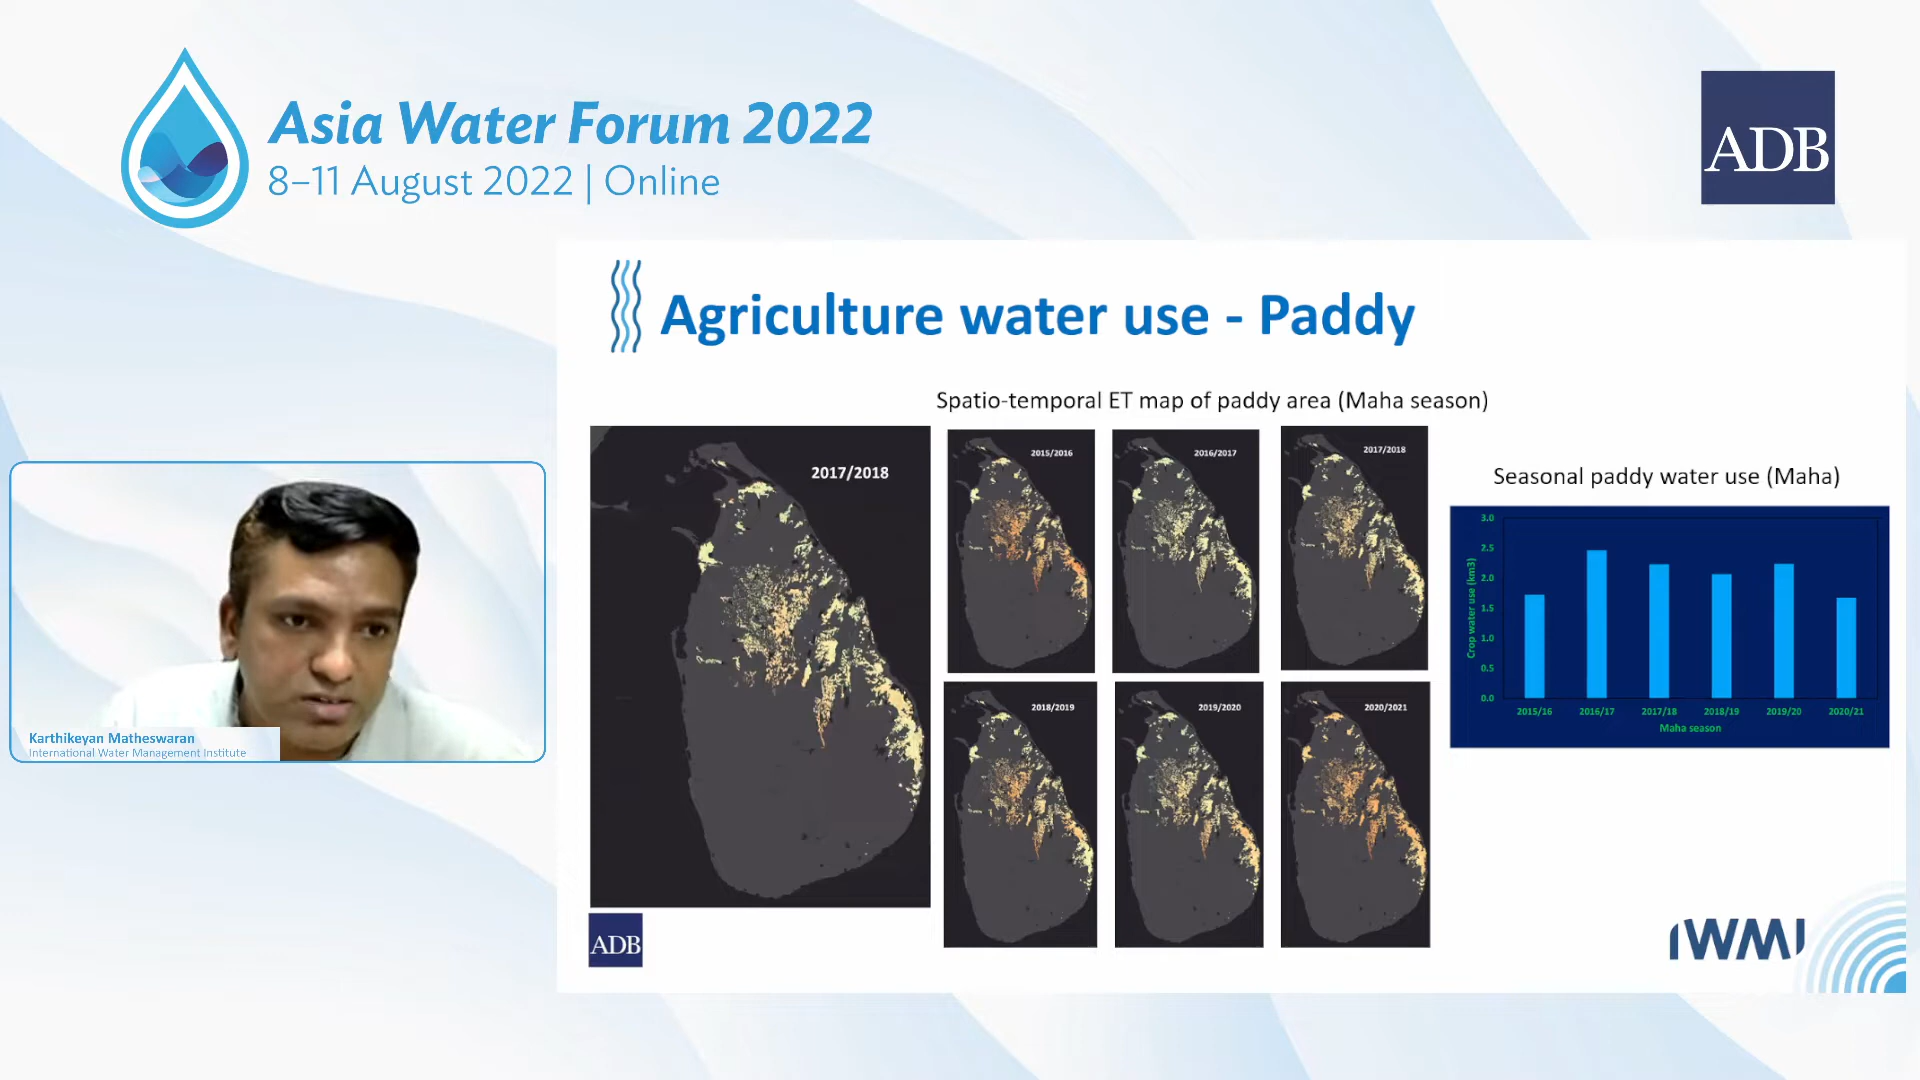 Asia Water Forum 2022
8–11 August 2022 | Online
ADB
Agriculture water use - Paddy
Spatio-temporal ET map of paddy area (Maha season)
2017/2018
2015/2016
2016/2017
2017/2018
2018/2019
2019/2020
2020/2021
Seasonal paddy water use (Maha)
3.0
2.5
2.0
1.5
1.0
0.5
0.0
Crop water use (km3)
2015/16
2016/17
2017/18
2018/19
2019/20
2020/21
Maha season
Karthikeyan Matheswaran
International Water Management Institute
ADB
IWMI